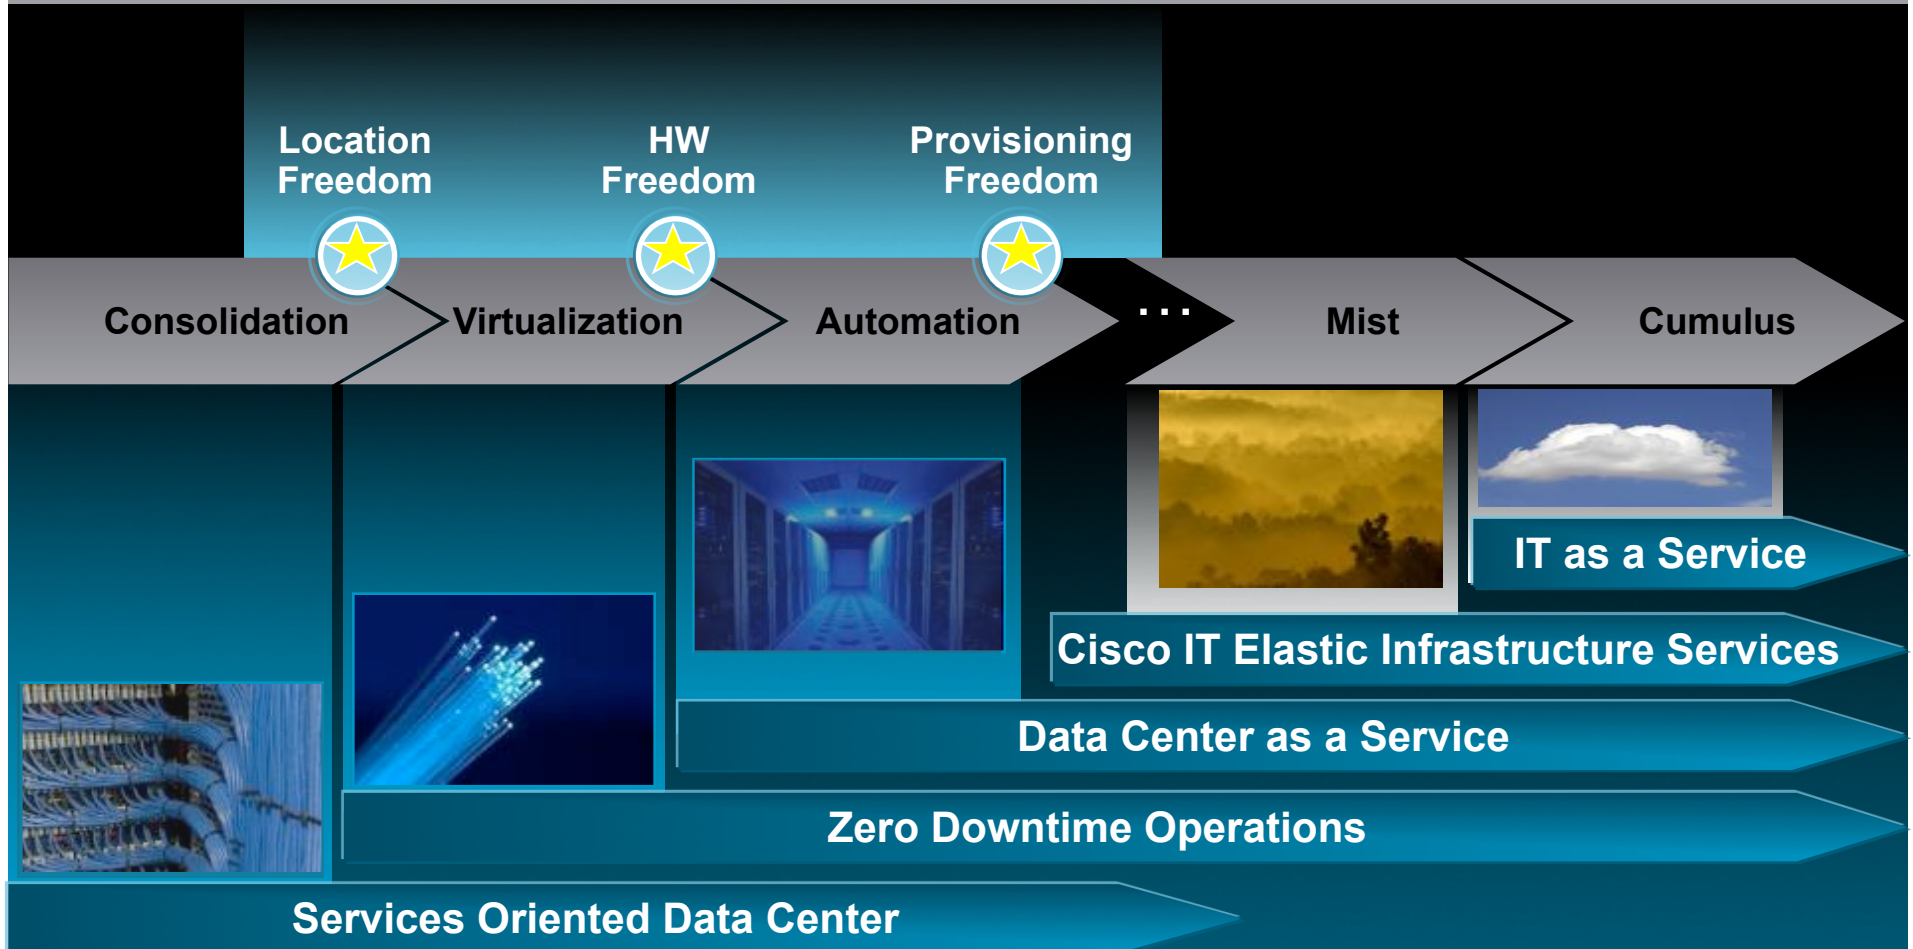 Location
Freedom
HW
Freedom
Provisioning
Freedom
Consolidation
Virtualization
Automation
...
Mist
Cumulus
IT as a Service
Cisco IT Elastic Infrastructure Services
Data Center as a Service
Zero Downtime Operations
Services Oriented Data Center